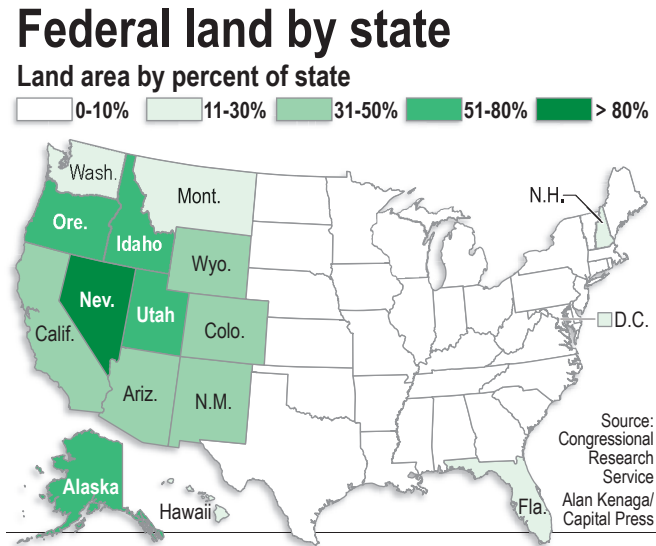 Federal land by state
Land area by percent of state
0-10% 11-30% 31-50% 51-80% > 80%
Wash.
Mont.
N.H.
Ore.
Idaho
Wyo.
Nev.
Utah
D.C.
Calif.
Colo.
Ariz.
N.M.
Source:
Congressional
Research
Service
Alaska
Hawaii
Fla.
Alan Kenaga/
Capital Press